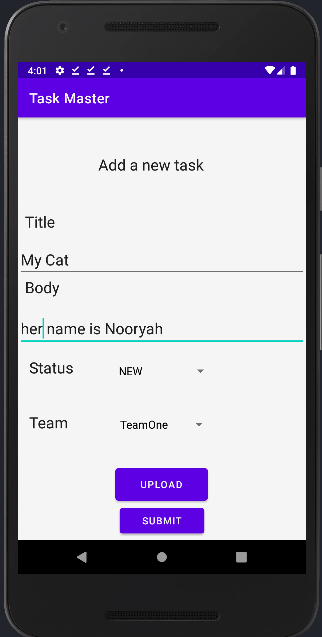 4:01
Task Master
Add a new task
Title
My Cat
Body
her name is Nooryah
Status NEW
Team TeamOne
UPLOAD
SUBMIT